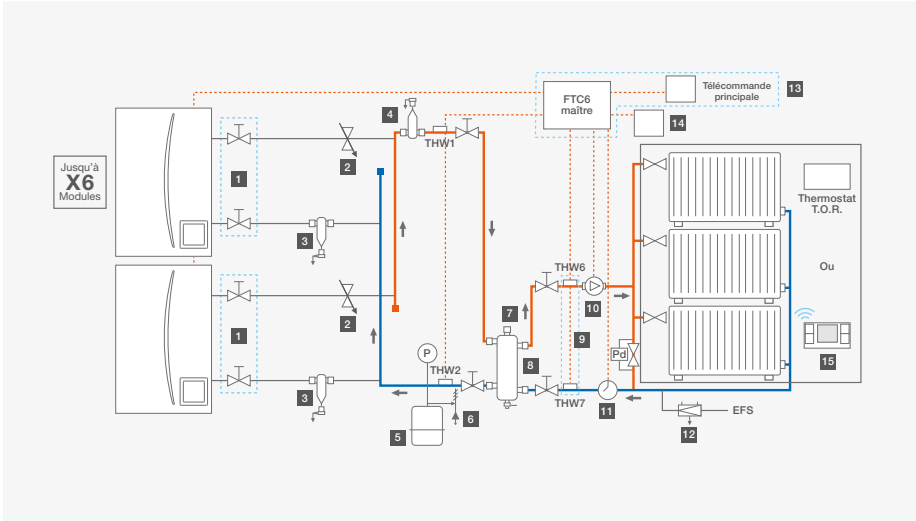 Jusqu'à
X6
Modules
1
2
3
1
2
3
4
THW1
THW2
P
5
6
7
8
FTC6
maître
Télécommande
principale
13
14
THW6
10
9
THW7
11
Pd
Thermostat
T.O.R.
Ou
15
EFS
12